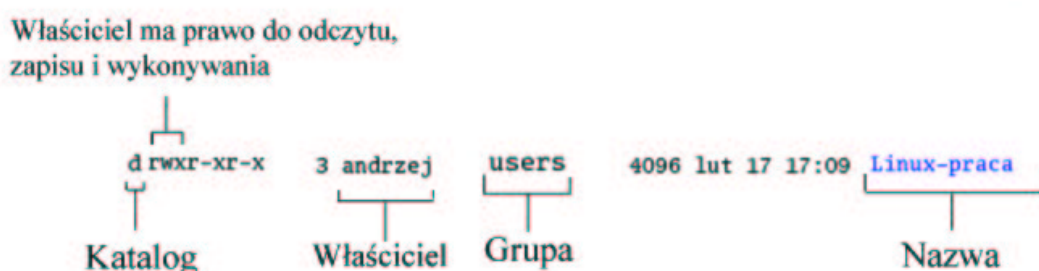 Właściciel ma prawo do odczytu,
zapisu i wykonywania
drwxr-xr-x 3 andrzej users 4096 lut 17 17:09 Linux-praca
Katalog Właściciel Grupa Nazwa